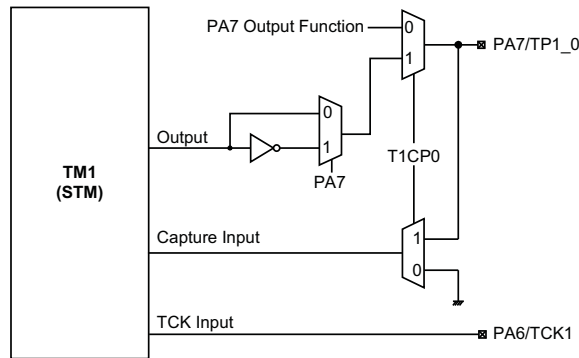 PA7 Output Function
0
1
PA7/TP1_0
Output
0
1
PA7
T1CP0
TM1
(STM)
Capture Input
1
0
TCK Input
PA6/TCK1